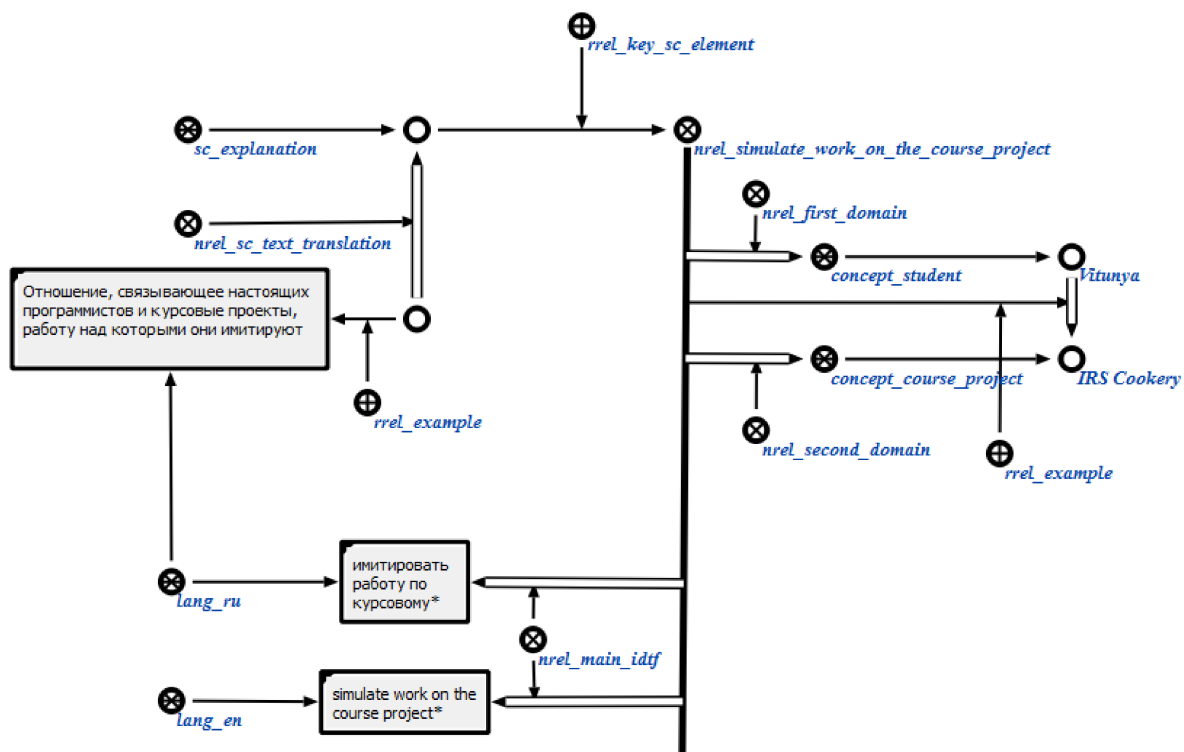 rrel_key_sc_element
sc_explanation
nrel_simulate_work_on_the_course_project
nrel_first_domain
nrel_sc_text_translation
concept_student
Vitunya
Отношение, связывающее настоящих
программистов и курсовые проекты,
работу над которыми они имитируют
concept_course_project
IRS Cookery
rrel_example
nrel_second_domain
rrel_example
имитировать
работу по
курсовому*
lang_ru
nrel_main_idtf
simulate work on the
course project*
lang_en